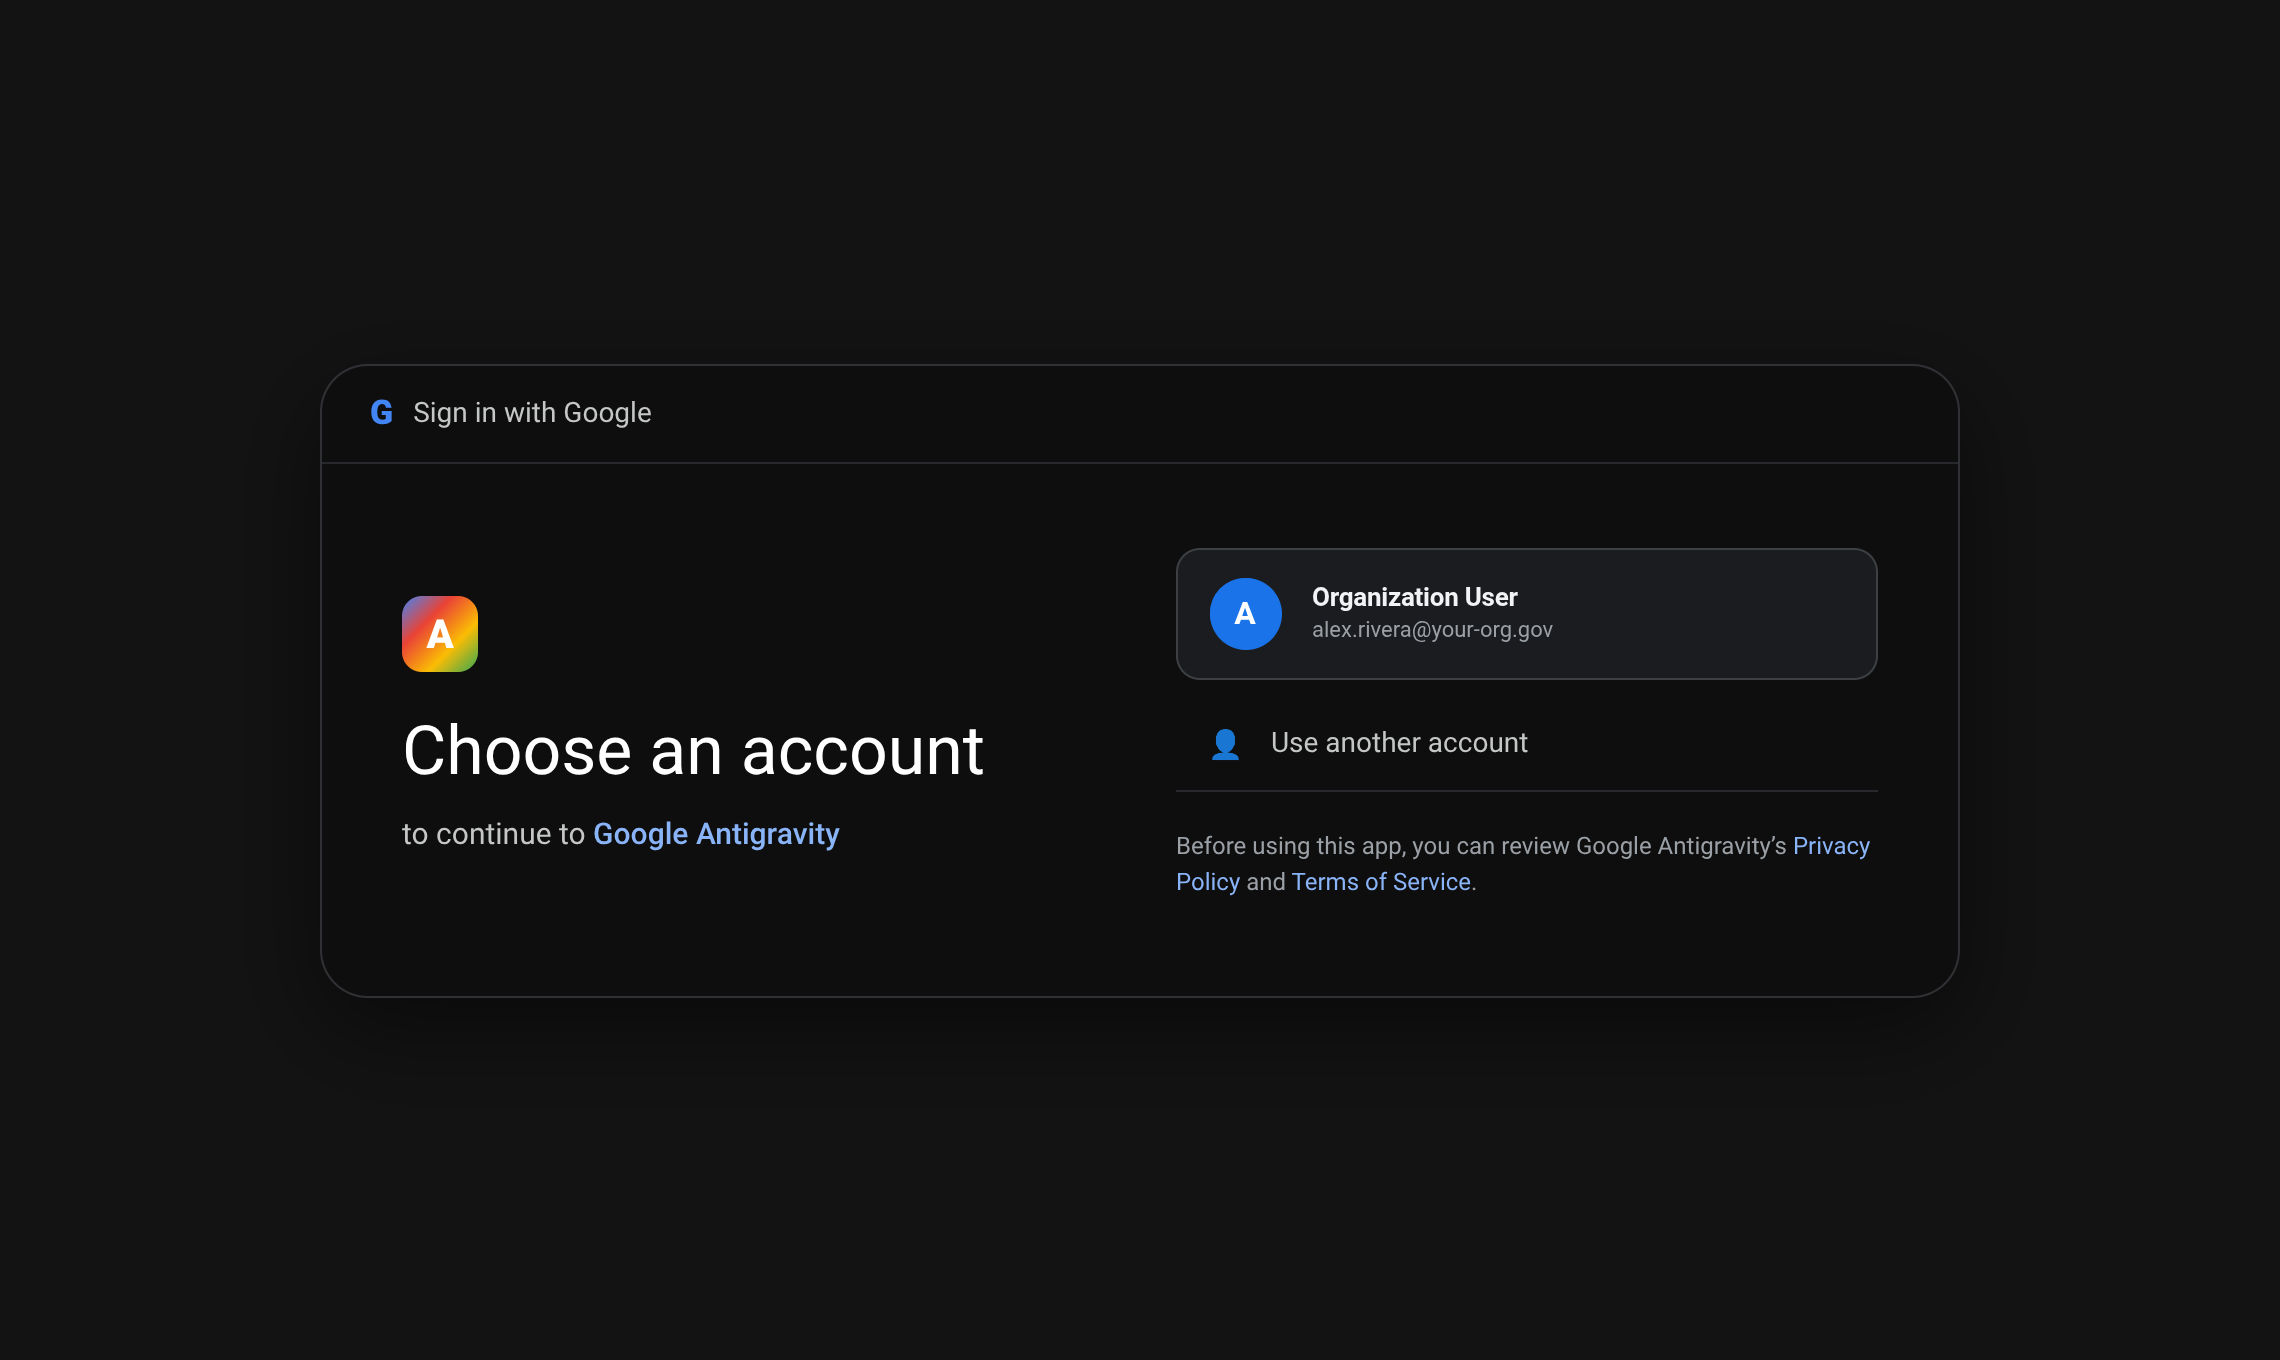 G Sign in with Google
A
Choose an account
to continue to Google Antigravity
A
Organization User
alex.rivera@your-org.gov
Use another account
Before using this app, you can review Google Antigravity’s Privacy
Policy and Terms of Service.